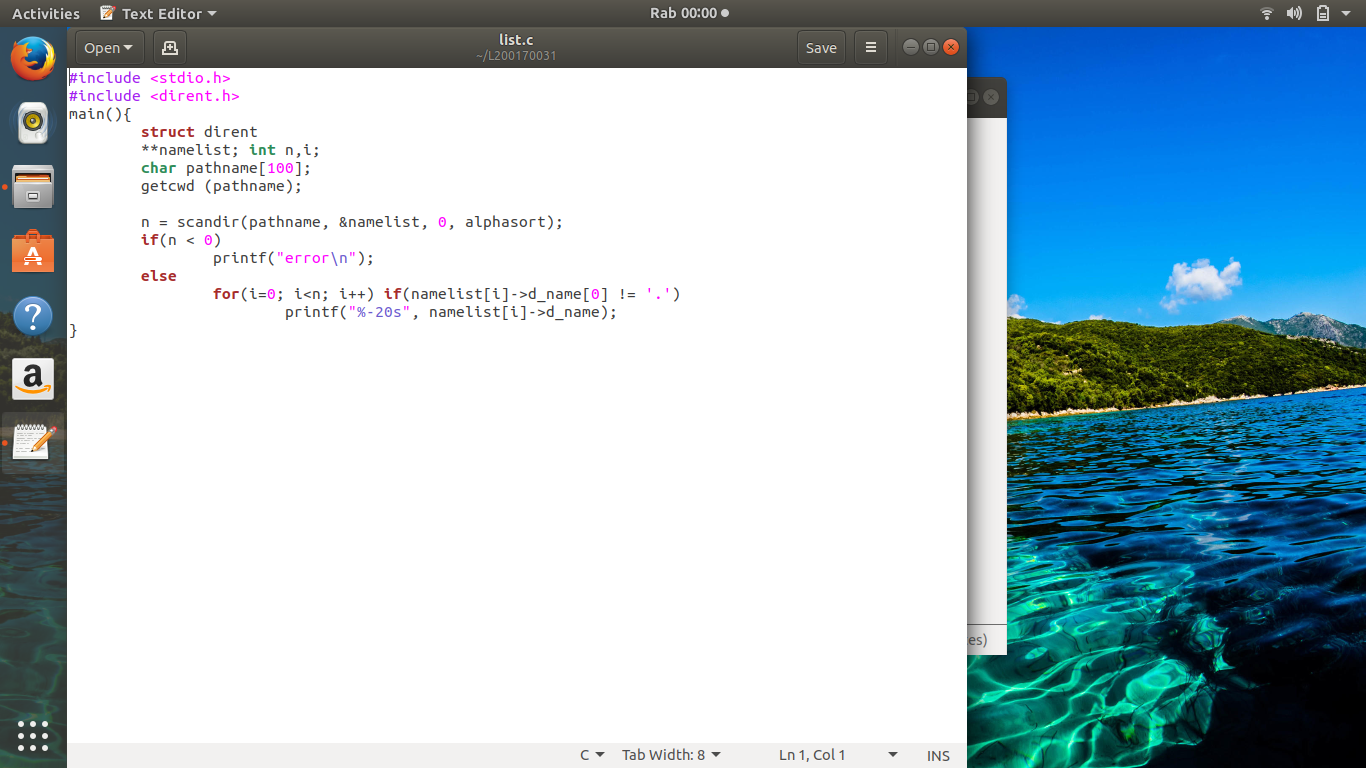 Activities Text Editor Rab 00:00
Open list.c Save
~/L200170031
#include <stdio.h>
#include <dirent.h>
main(){
        struct dirent
        **namelist; int n,i;
        char pathname[100];
        getcwd (pathname);

        n = scandir(pathname, &namelist, 0, alphasort);
        if(n < 0)
                printf("error\n");
        else
                for(i=0; i<n; i++) if(namelist[i]->d_name[0] != '.')
                        printf("%-20s", namelist[i]->d_name);
}
es)
C Tab Width: 8 Ln 1, Col 1 INS